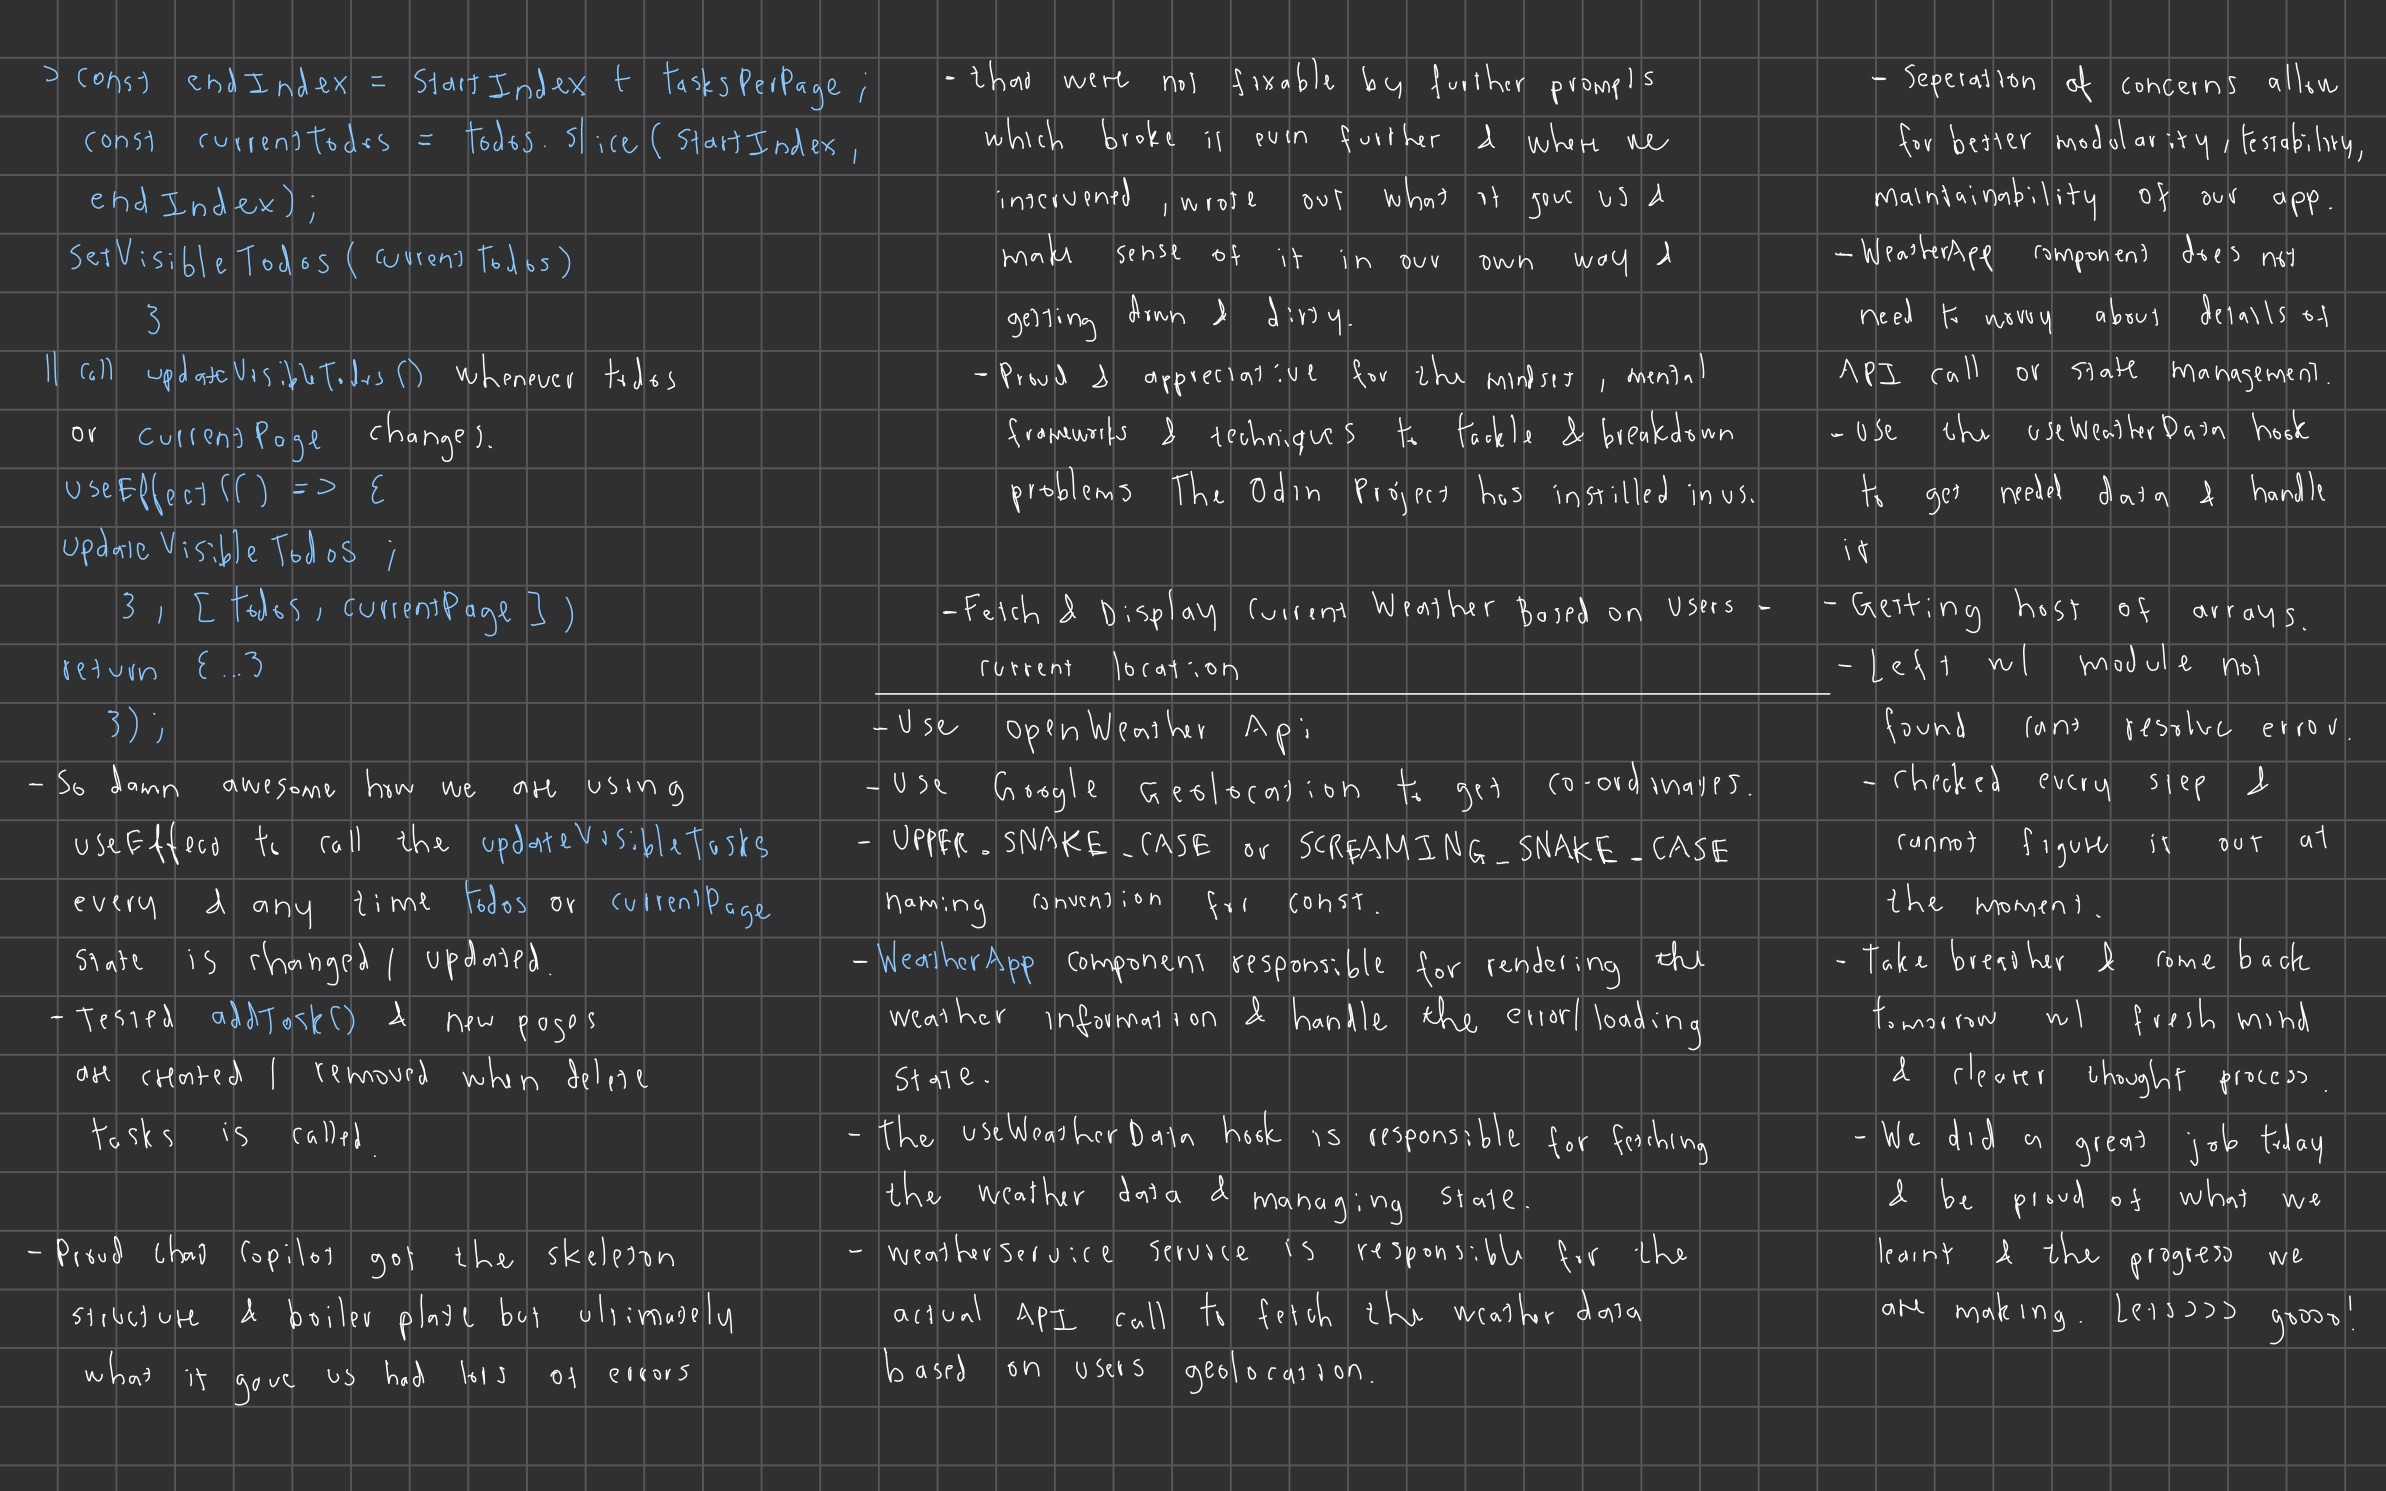 > const endIndex = startIndex + tasksPerPage ;
const currentTodos = todos.slice(startIndex,
endIndex);
setVisibleTodos(currentTodos)
}
// call updateVisibleTodos() whenever todos
or currentPage changes.
useEffect(() => {
updateVisibleTodos ;
} , [todos, currentPage])
return {...}
});
- So damn awesome how we are using
useEffect to call the updateVisibleTasks
every & any time todos or currentPage
state is changed / updated.
- Tested addTask() & new pages
are created / removed when delete
tasks is called.
- Proud that Copilot got the skeleton
structure & boiler plate but ultimately
what it gave us had lots of errors
- that were not fixable by further prompts
which broke it even further & where we
intervened , wrote out what it gave us &
make sense of it in our own way &
getting down & dirty.
- Proud & appreciative for the mindset, mental
frameworks & techniques to tackle & breakdown
problems The Odin Project has instilled in us.
- Fetch & Display Current Weather Based on Users -
current location
- Use openWeather Api
- Use Google Geolocation to get co-ordinates.
- UPPER_SNAKE_CASE or SCREAMING_SNAKE_CASE
naming convention for const.
- WeatherApp component responsible for rendering the
weather information & handle the error/loading
state.
- The useWeatherData hook is responsible for fetching
the weather data & managing state.
- weatherService service is responsible for the
actual API call to fetch the weather data
based on users geolocation.
- Seperation of concerns allow
for better modularity, testability,
maintainability of our app.
- WeatherApp component does not
need to worry about details of
API call or state management.
- Use the useWeatherData hook
to get needed data & handle
it
- Getting host of arrays.
- Left w/ module not
found cant resolve error.
- Checked every step &
cannot figure it out at
the moment.
- Take breather & come back
tomorrow w/ fresh mind
& clearer thought process.
- We did a great job today
& be proud of what we
learnt & the progress we
are making. Letssss goooo!